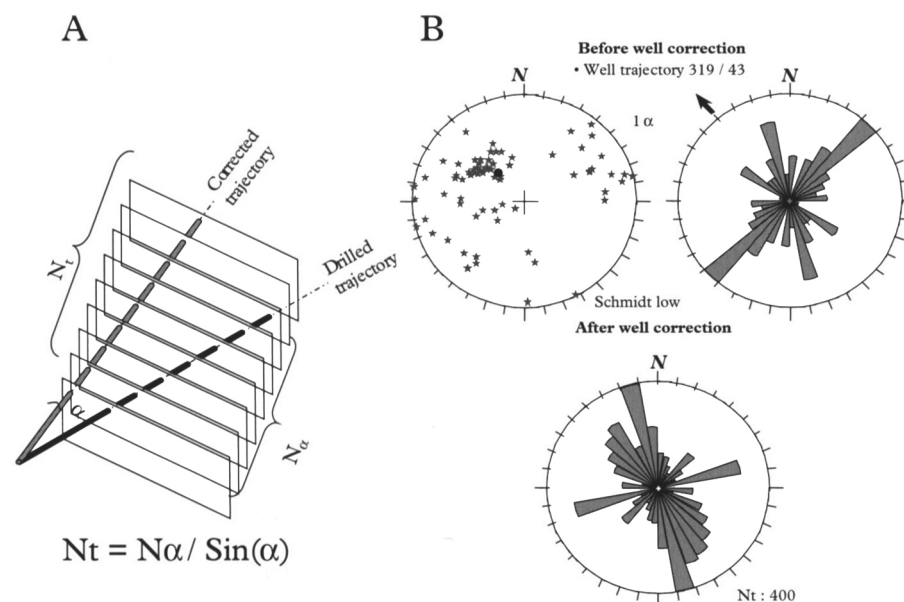 A
B
Before well correction
• Well trajectory 319 / 43
N
N
1 α
Corrected
trajectory
Drilled
trajectory
Nt
α
Nα
Schmidt low
After well correction
N
Nt = Nα / Sin(α)
Nt : 400